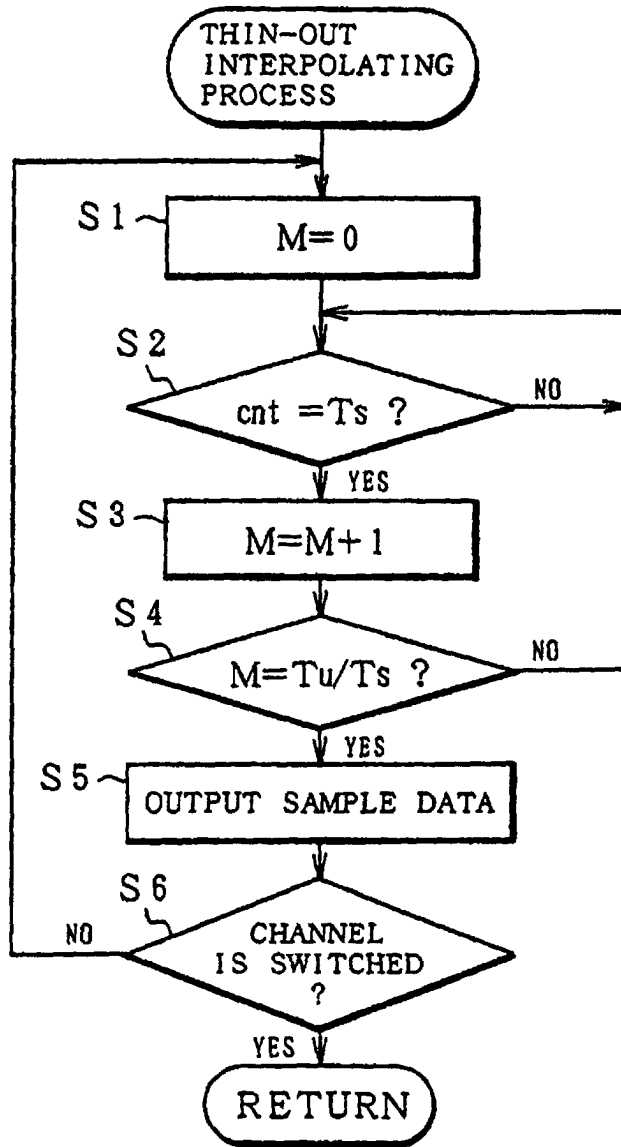 THIN-OUT
INTERPOLATING
PROCESS
S1
M=0
S2
cnt =Ts ?
NO
YES
S3
M=M+1
S4
M=Tu/Ts ?
NO
YES
S5
OUTPUT SAMPLE DATA
S6
NO
CHANNEL
IS SWITCHED
?
YES
RETURN